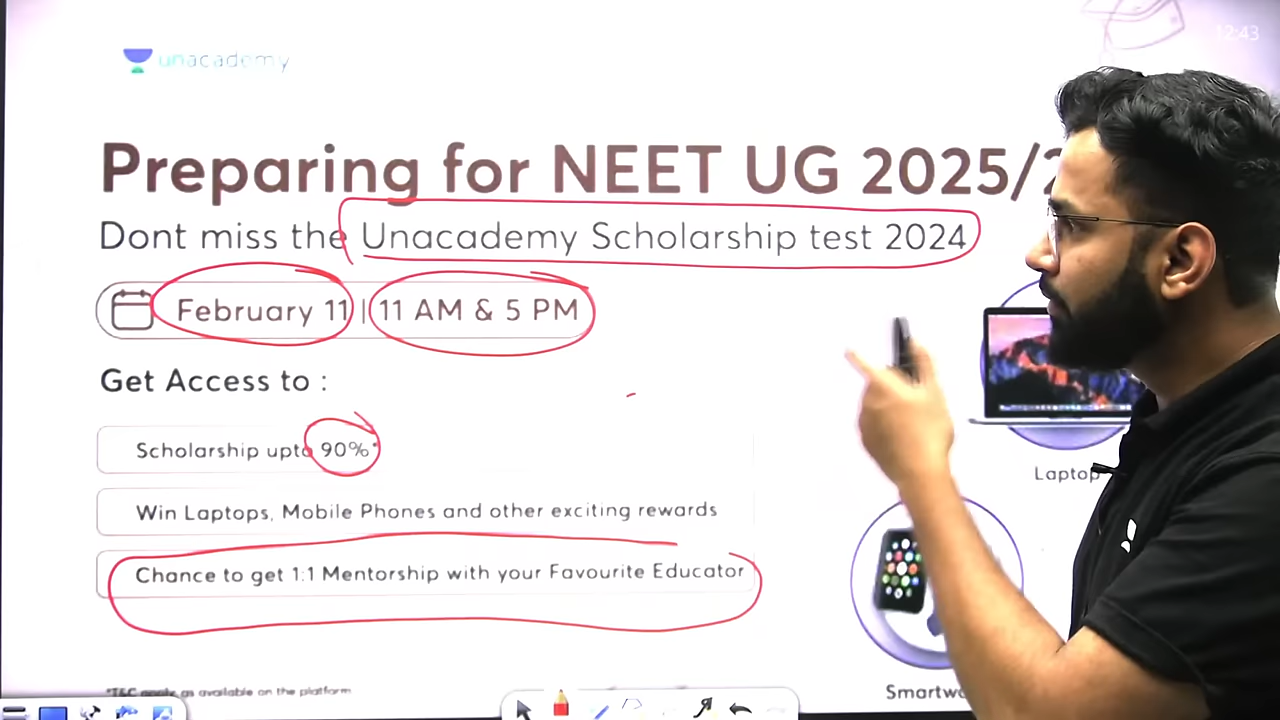 12:43
unacademy
Preparing for NEET UG 2025/2
Dont miss the Unacademy Scholarship test 2024
February 11 | 11 AM & 5 PM
Get Access to :
Scholarship upto 90%*
Win Laptops, Mobile Phones and other exciting rewards
Chance to get 1:1 Mentorship with your Favourite Educator
Laptop
Smartw
*T&C apply as available on the platform